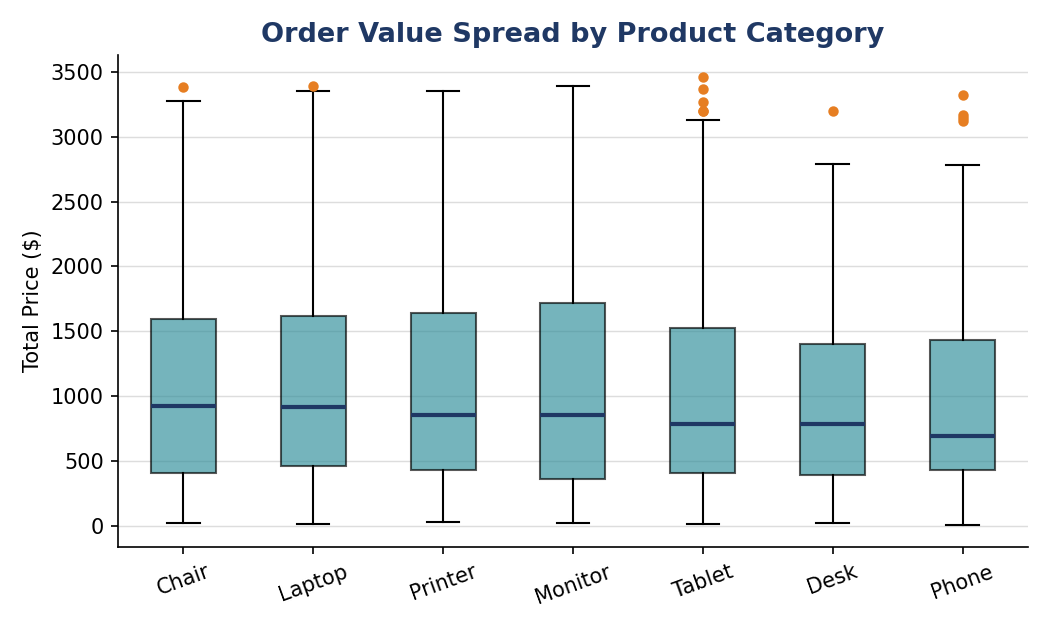 Order Value Spread by Product Category
Total Price ($)
3500
3000
2500
2000
1500
1000
500
0
Chair
Laptop
Printer
Monitor
Tablet
Desk
Phone